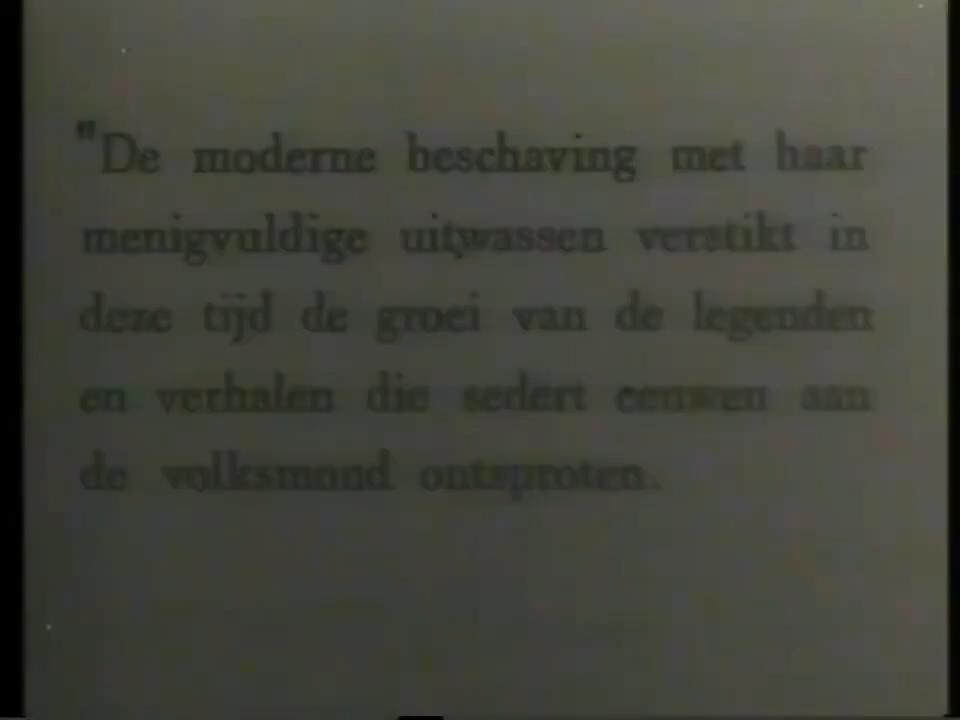 "De moderne beschaving met haar
menigvuldige uitwassen verstikt in
deze tijd de groei van de legenden
en verhalen die sedert eeuwen aan
de volksmond ontsproten.